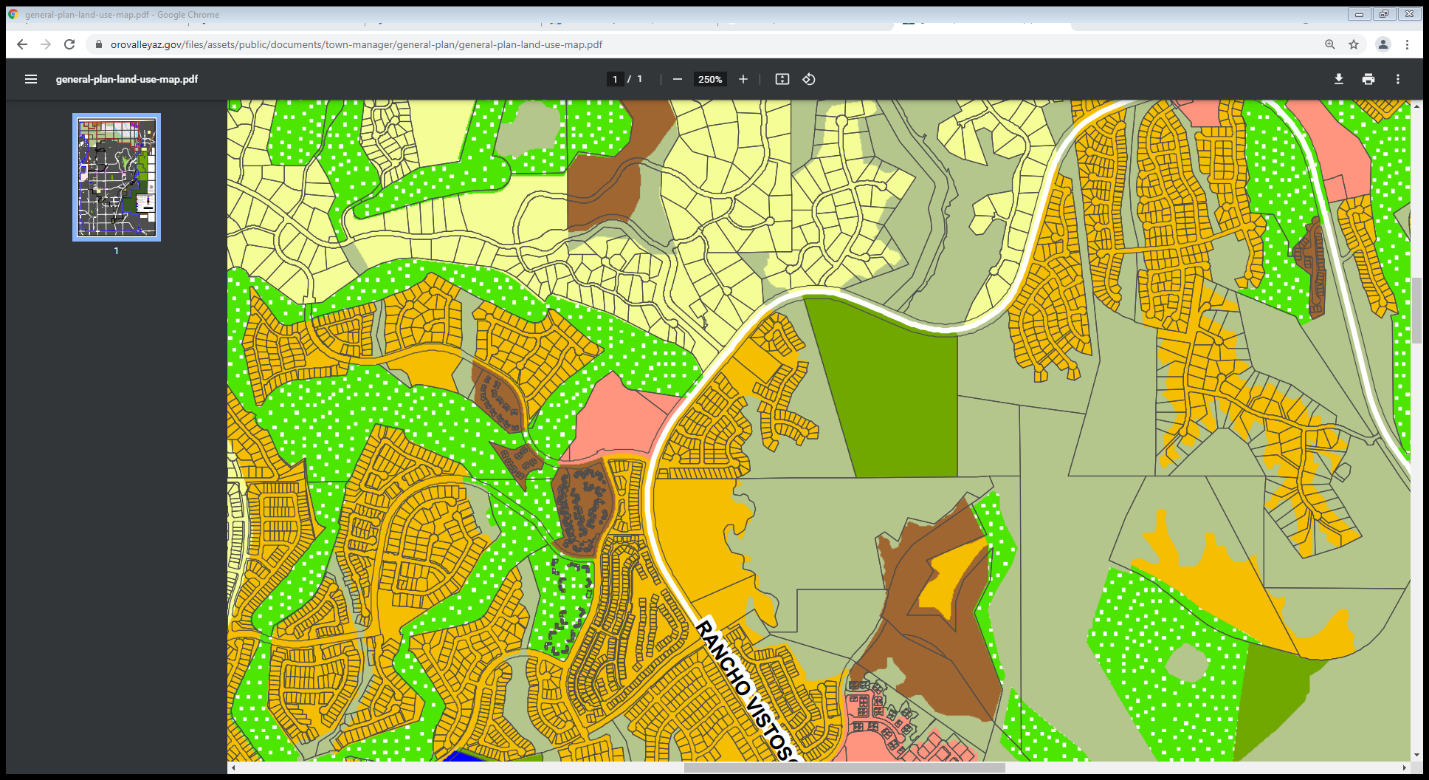 general-plan-land-use-map.pdf - Google Chrome
orovalleyaz.gov/files/assets/public/documents/town-manager/general-plan/general-plan-land-use-map.pdf
general-plan-land-use-map.pdf
1 / 1
250%
1
RANCHO VISTOSO